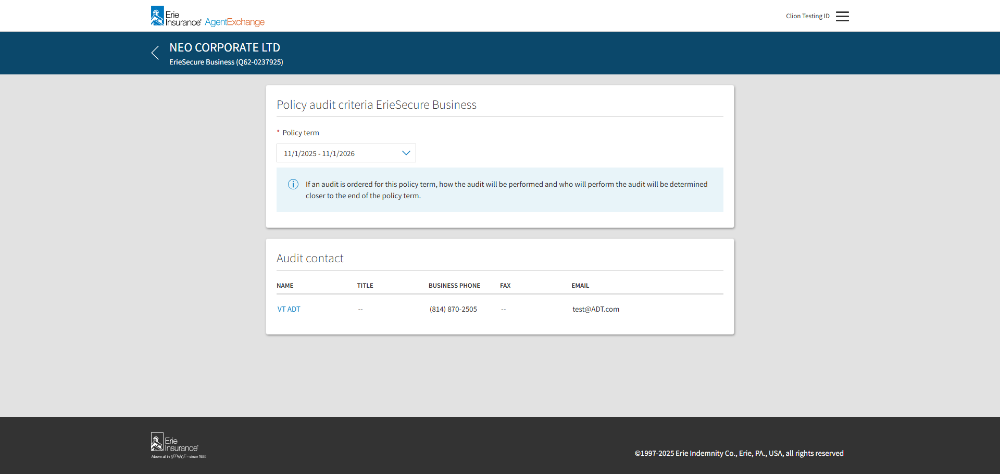 Erie
Insurance® AgentExchange
Clion Testing ID
NEO CORPORATE LTD
ErieSecure Business (Q62-0237925)
Policy audit criteria ErieSecure Business
* Policy term
11/1/2025 - 11/1/2026
If an audit is ordered for this policy term, how the audit will be performed and who will perform the audit will be determined
closer to the end of the policy term.
Audit contact
NAME TITLE BUSINESS PHONE FAX EMAIL
VT ADT -- (814) 870-2505 -- test@ADT.com
Erie
Insurance®
Above all in SERVICE® – since 1925
©1997-2025 Erie Indemnity Co., Erie, PA., USA, all rights reserved